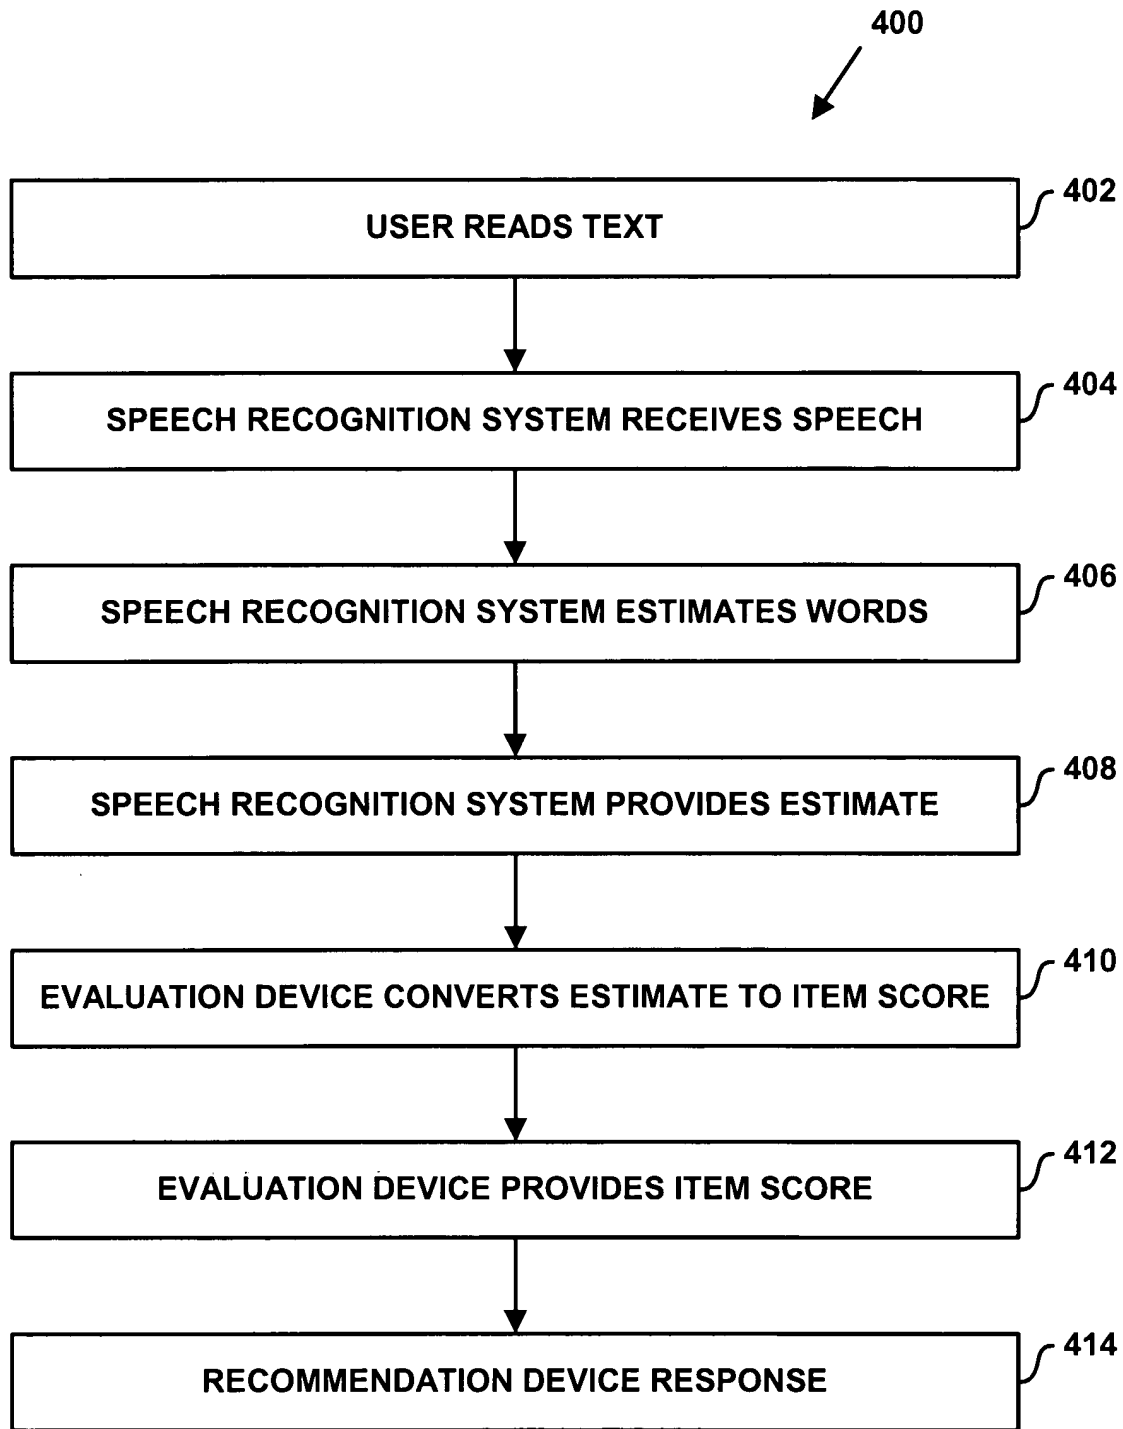 400
USER READS TEXT
402
SPEECH RECOGNITION SYSTEM RECEIVES SPEECH
404
SPEECH RECOGNITION SYSTEM ESTIMATES WORDS
406
SPEECH RECOGNITION SYSTEM PROVIDES ESTIMATE
408
EVALUATION DEVICE CONVERTS ESTIMATE TO ITEM SCORE
410
EVALUATION DEVICE PROVIDES ITEM SCORE
412
RECOMMENDATION DEVICE RESPONSE
414